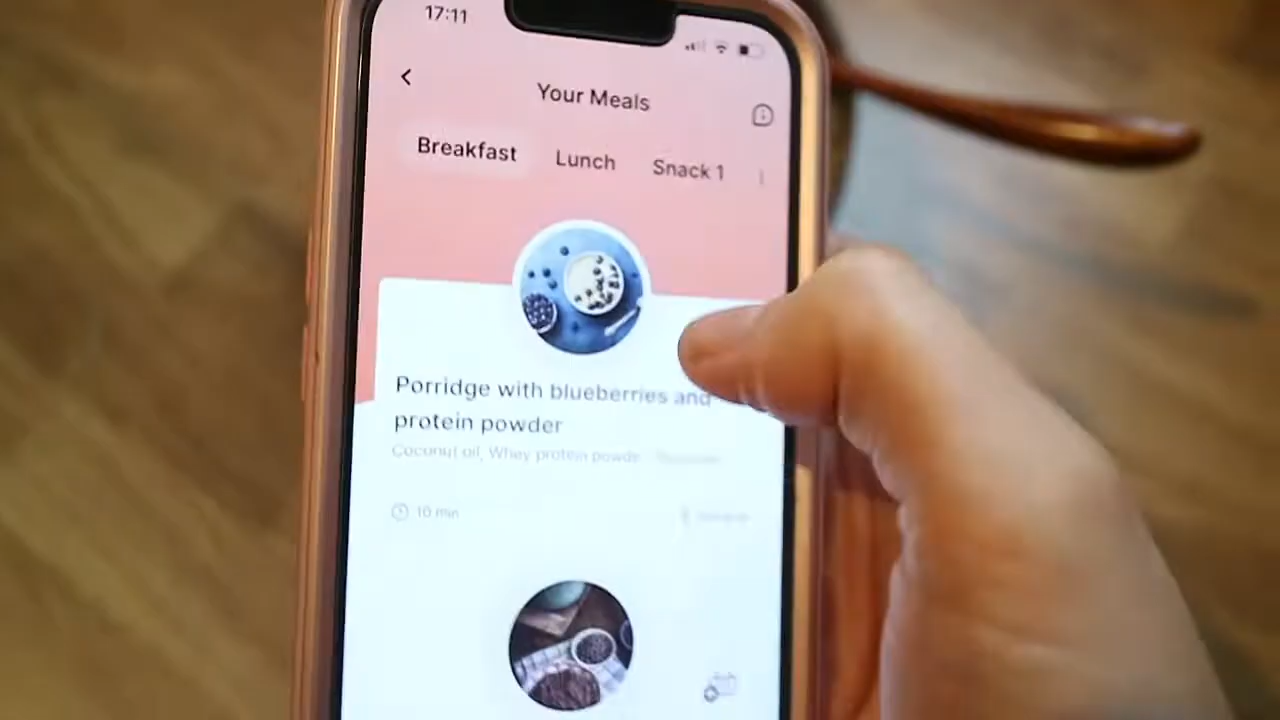 17:11
Your Meals
Breakfast Lunch Snack 1
Porridge with blueberries and
protein powder
Coconut oil, Whey protein powde
10 min